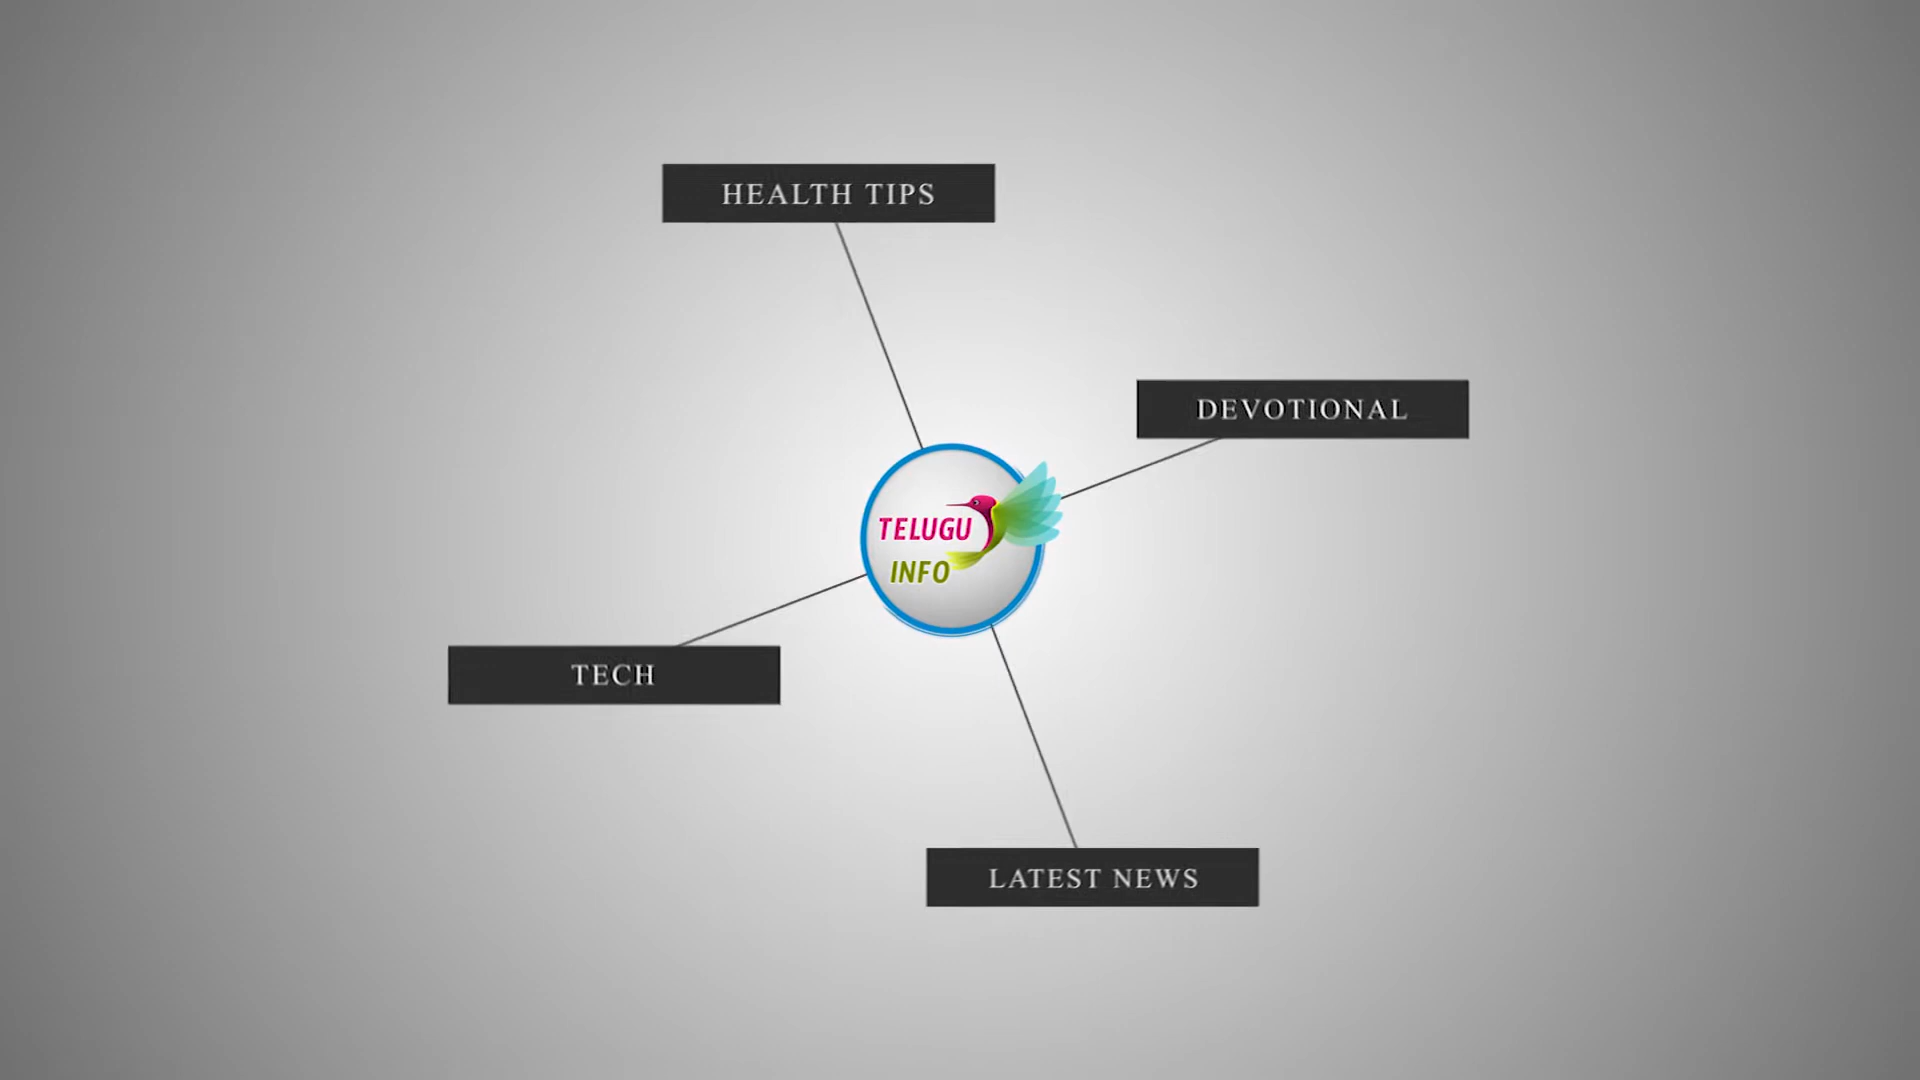 HEALTH TIPS
DEVOTIONAL
TELUGU
INFO
TECH
LATEST NEWS